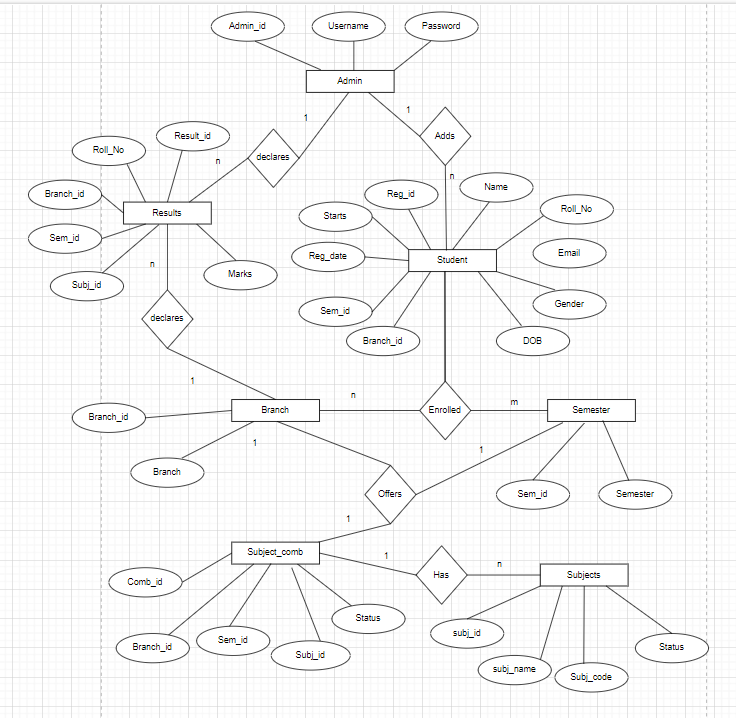 Admin_id
Username
Password
Admin
1
1
Adds
Result_id
Roll_No
n
declares
n
Branch_id
Reg_id
Name
Results
Starts
Roll_No
Sem_id
Reg_date
Student
Email
n
Marks
Subj_id
Gender
Sem_id
declares
Branch_id
DOB
1
n
m
Branch_id
Branch
Enrolled
Semester
1
1
Branch
Offers
Sem_id
Semester
1
Subject_comb
1
n
Comb_id
Has
Subjects
Status
Branch_id
Sem_id
Subj_id
subj_id
Status
subj_name
Subj_code